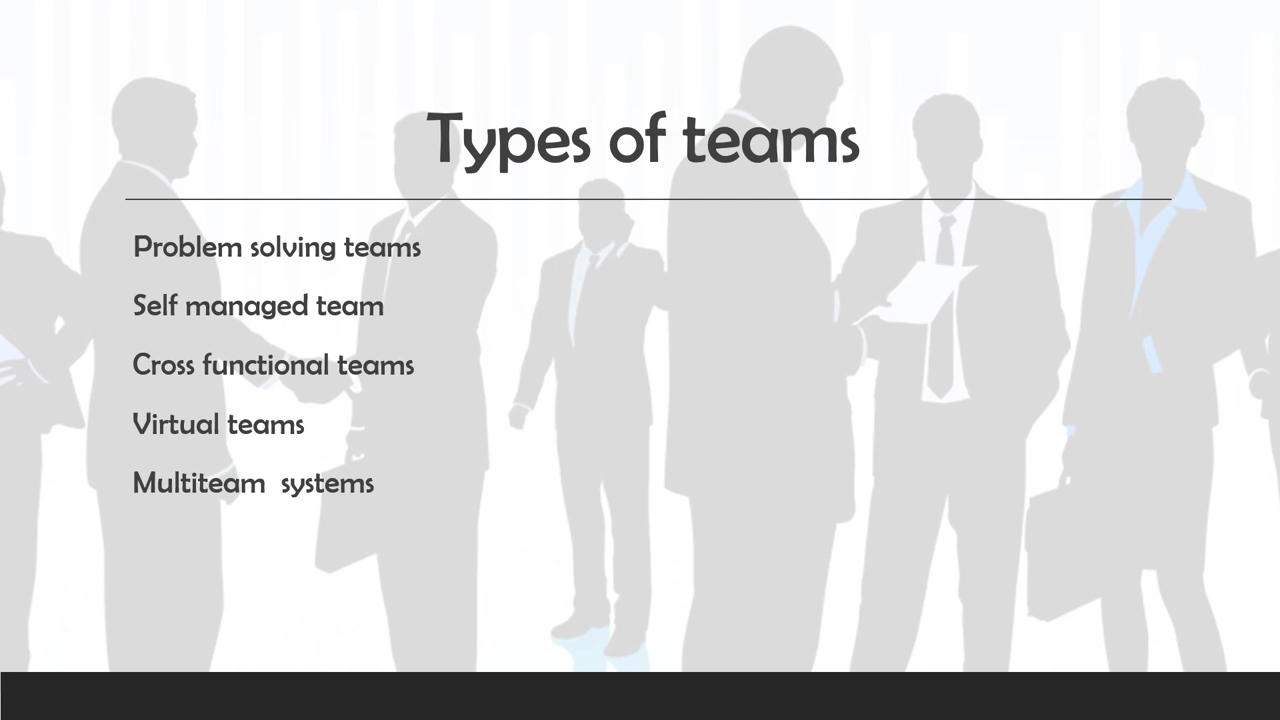 Types of teams
Problem solving teams
Self managed team
Cross functional teams
Virtual teams
Multiteam  systems